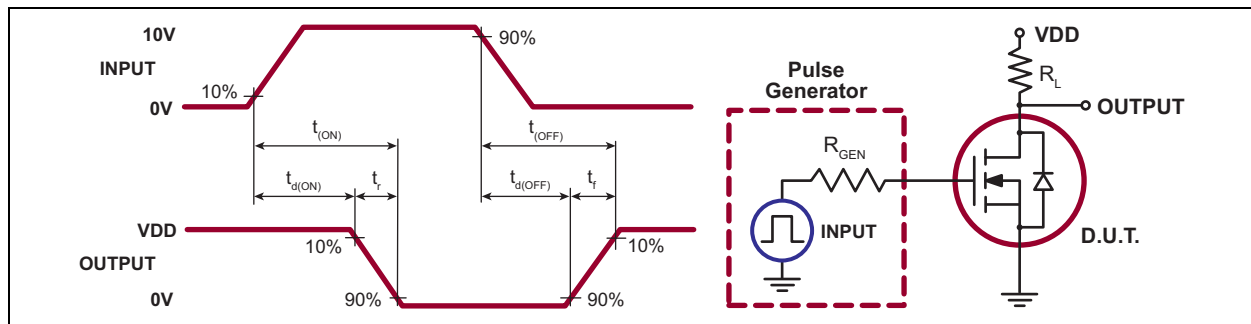 10V
INPUT
0V
10%
90%
t(ON)
t(OFF)
td(ON)
tr
td(OFF)
tf
VDD
OUTPUT
0V
10%
90%
90%
10%
Pulse
Generator
RGEN
INPUT
VDD
RL
OUTPUT
D.U.T.